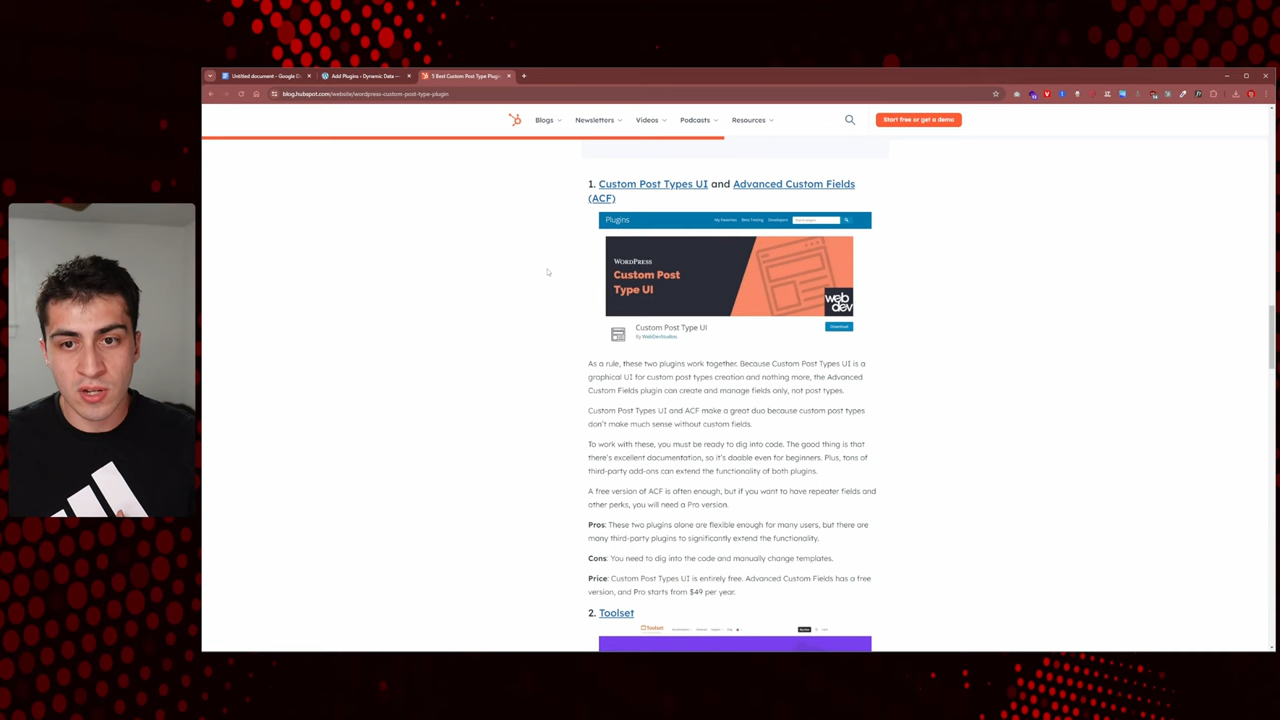 Untitled document - Google D
Add Plugins ‹ Dynamic Data —
5 Best Custom Post Type Plugin
blog.hubspot.com/website/wordpress-custom-post-type-plugin
Blogs
Newsletters
Videos
Podcasts
Resources
Start free or get a demo
1. Custom Post Types UI and Advanced Custom Fields
(ACF)
Plugins
My Favorites
Beta Testing
Developers
WORDPRESS
Custom Post
Type UI
web
dev
Custom Post Type UI
By WebDevStudios
Download
As a rule, these two plugins work together. Because Custom Post Types UI is a
graphical UI for custom post types creation and nothing more, the Advanced
Custom Fields plugin can create and manage fields only, not post types.
Custom Post Types UI and ACF make a great duo because custom post types
don't make much sense without custom fields.
To work with these, you must be ready to dig into code. The good thing is that
there's excellent documentation, so it's doable even for beginners. Plus, tons of
third-party add-ons can extend the functionality of both plugins.
A free version of ACF is often enough, but if you want to have repeater fields and
other perks, you will need a Pro version.
Pros: These two plugins alone are flexible enough for many users, but there are
many third-party plugins to significantly extend the functionality.
Cons: You need to dig into the code and manually change templates.
Price: Custom Post Types UI is entirely free. Advanced Custom Fields has a free
version, and Pro starts from $49 per year.
2. Toolset
Toolset